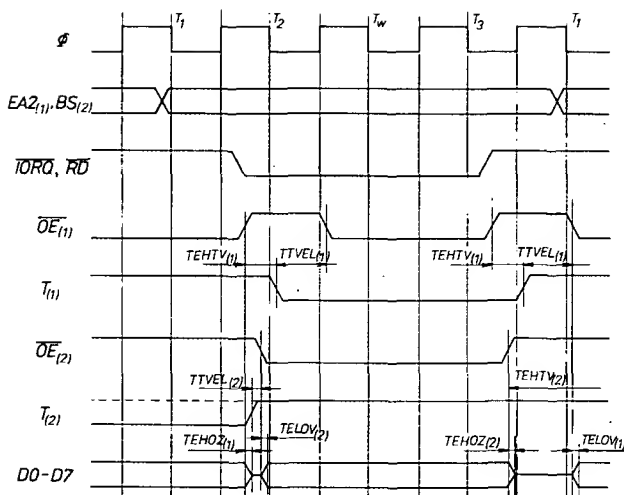 T1 T2 Tw T3 T1
Φ
EA2(1), BS(2)
IORQ, RD
OE(1)
TEHTV(1) TTVEL(1) TEHTV(1) TTVEL(1)
T(1)
OE(2)
TTVEL(2) TEHTV(2)
T(2)
TEHOZ(1) TELOV(2) TEHOZ(2) TELOV(1)
D0-D7